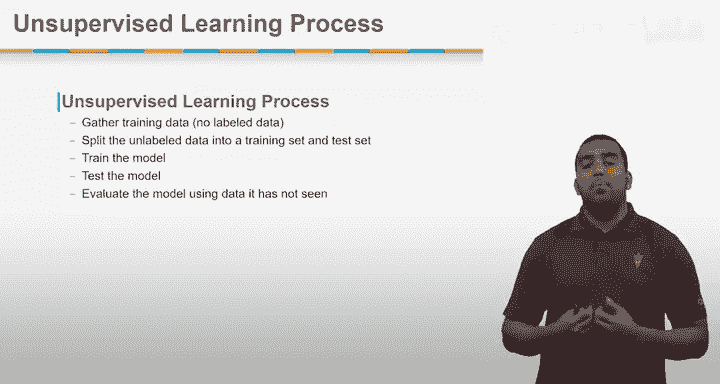 Unsupervised Learning Process
Unsupervised Learning Process
– Gather training data (no labeled data)
– Split the unlabeled data into a training set and test set
– Train the model
– Test the model
– Evaluate the model using data it has not seen